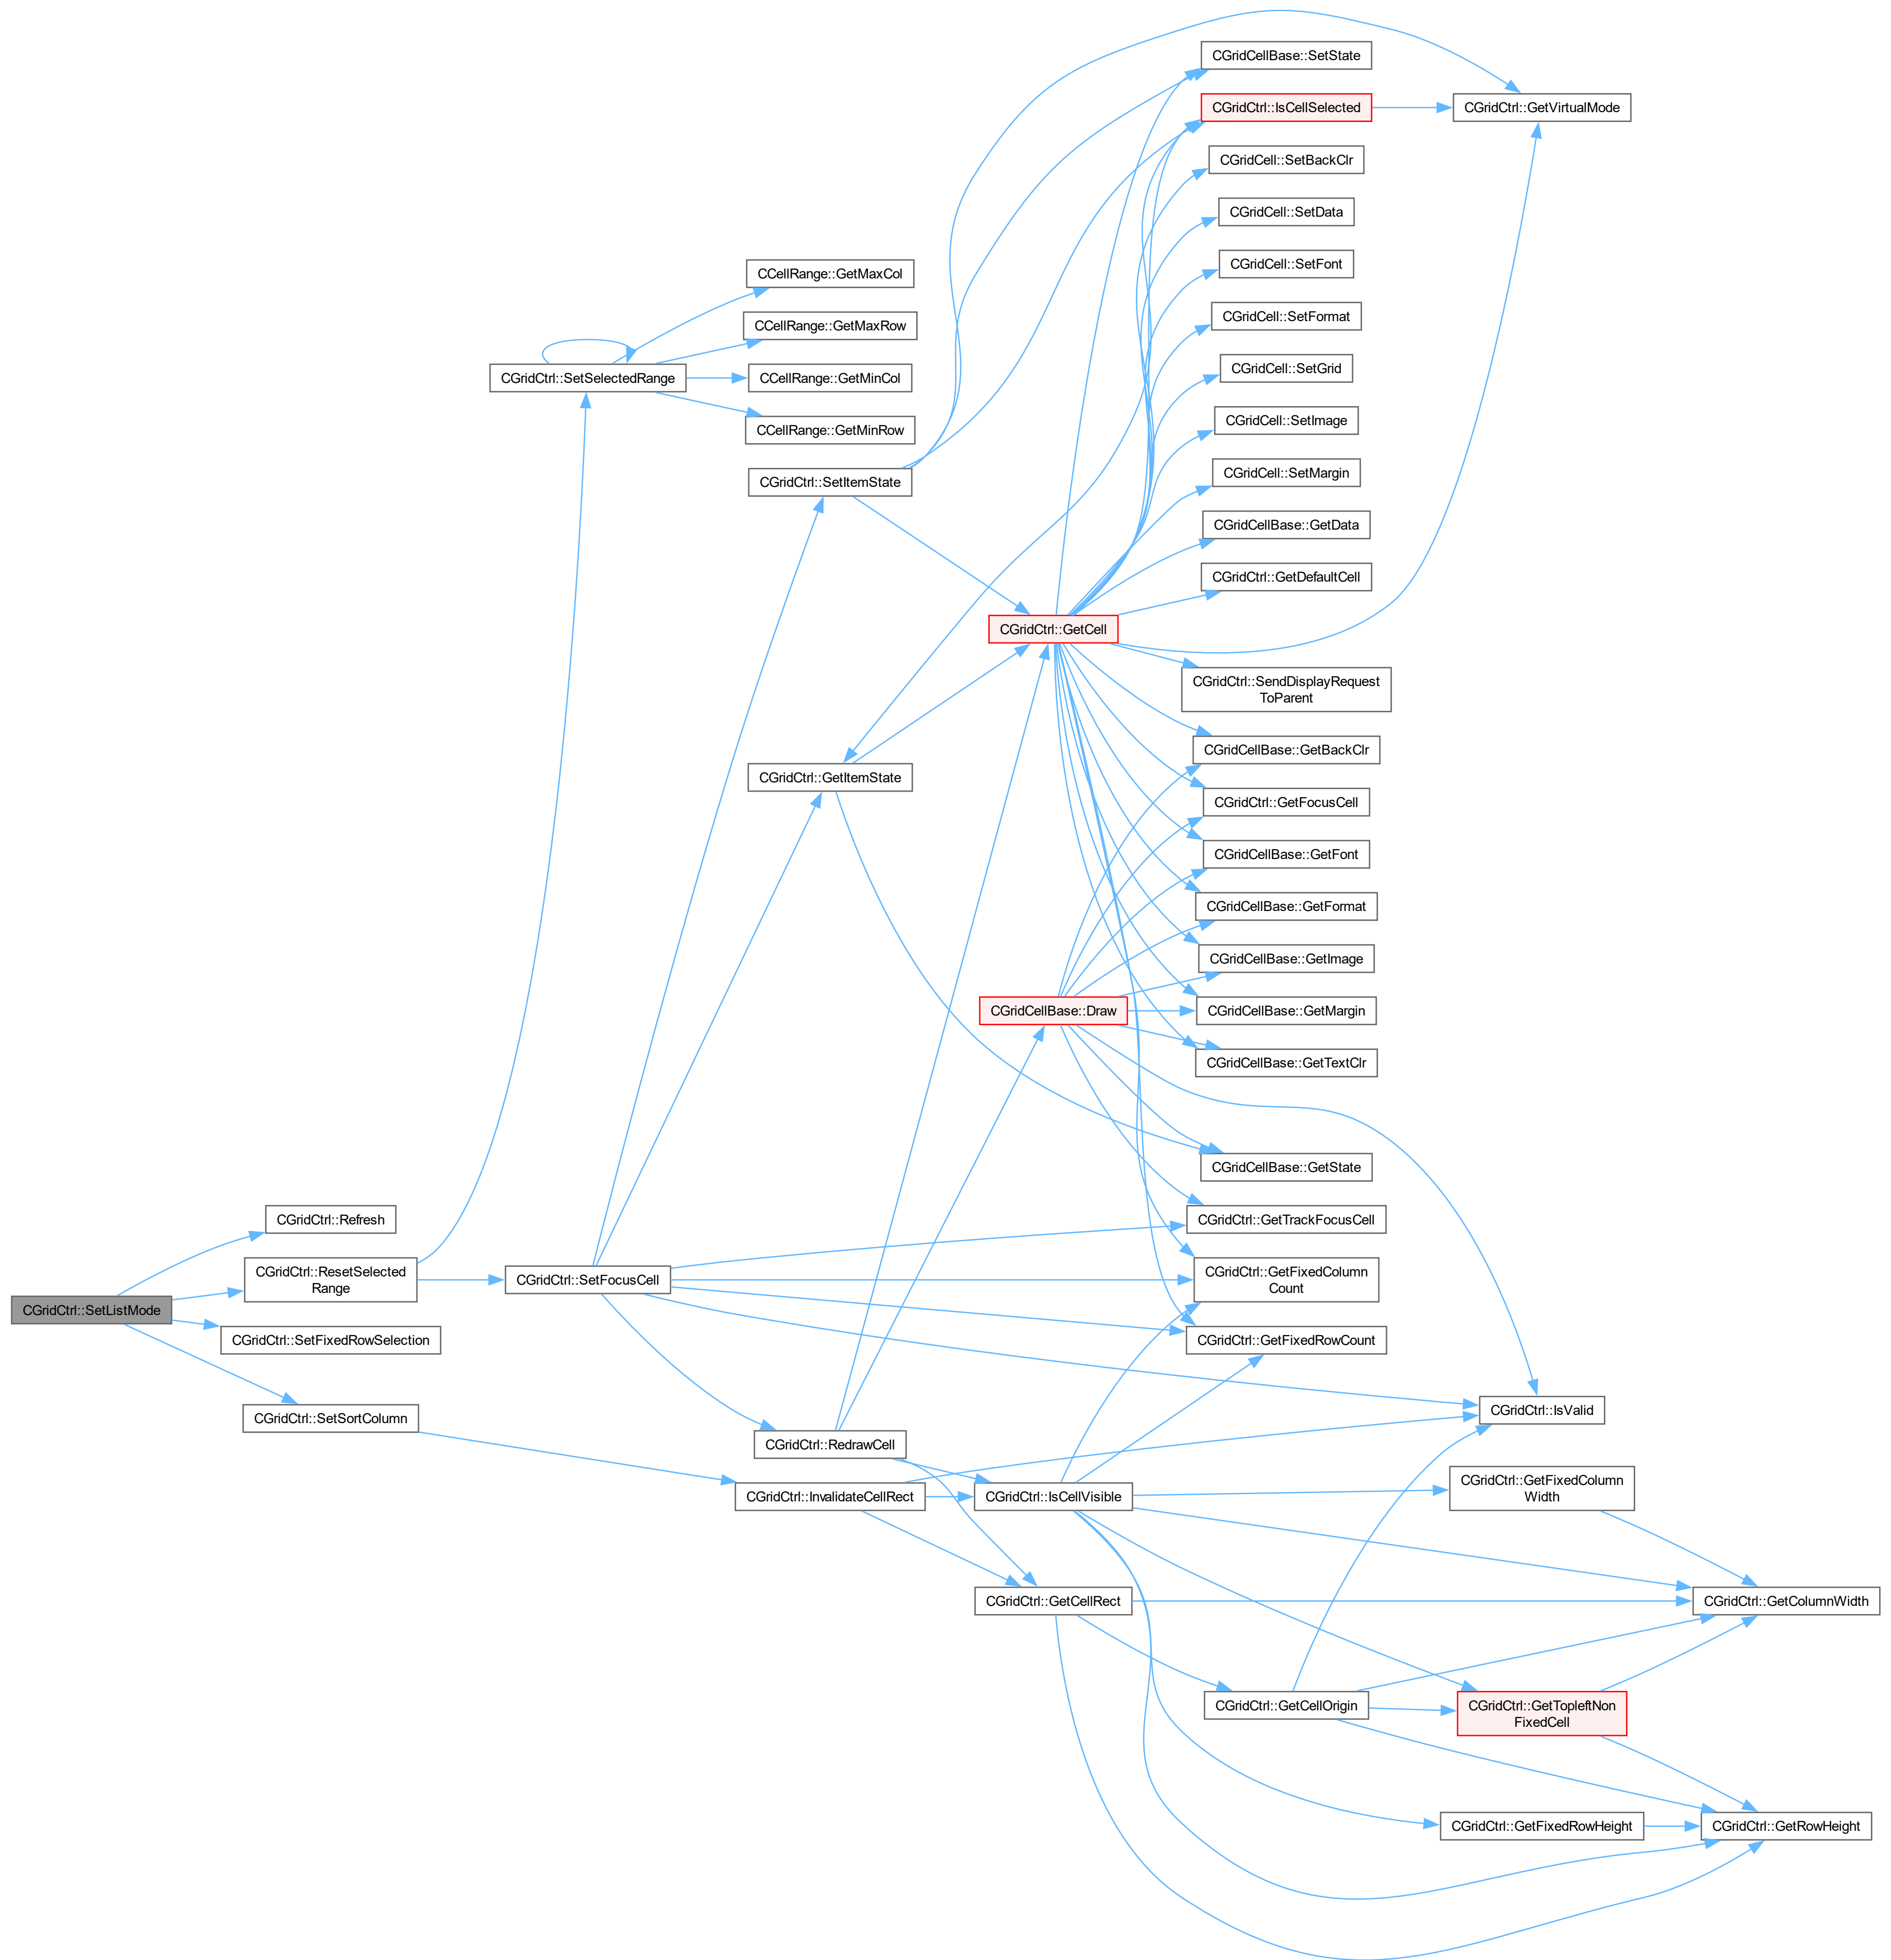 CGridCellBase::SetState
CGridCtrl::IsCellSelected
CGridCtrl::GetVirtualMode
CGridCell::SetBackClr
CGridCell::SetData
CGridCell::SetFont
CCellRange::GetMaxCol
CGridCell::SetFormat
CCellRange::GetMaxRow
CGridCtrl::SetSelectedRange
CCellRange::GetMinCol
CGridCell::SetGrid
CCellRange::GetMinRow
CGridCell::SetImage
CGridCtrl::SetItemState
CGridCell::SetMargin
CGridCellBase::GetData
CGridCtrl::GetDefaultCell
CGridCtrl::GetCell
CGridCtrl::SendDisplayRequest
ToParent
CGridCellBase::GetBackClr
CGridCtrl::GetItemState
CGridCtrl::GetFocusCell
CGridCellBase::GetFont
CGridCellBase::GetFormat
CGridCellBase::GetImage
CGridCellBase::Draw
CGridCellBase::GetMargin
CGridCellBase::GetTextClr
CGridCellBase::GetState
CGridCtrl::Refresh
CGridCtrl::GetTrackFocusCell
CGridCtrl::ResetSelected
Range
CGridCtrl::SetFocusCell
CGridCtrl::GetFixedColumn
Count
CGridCtrl::SetListMode
CGridCtrl::SetFixedRowSelection
CGridCtrl::GetFixedRowCount
CGridCtrl::SetSortColumn
CGridCtrl::IsValid
CGridCtrl::RedrawCell
CGridCtrl::InvalidateCellRect
CGridCtrl::IsCellVisible
CGridCtrl::GetFixedColumn
Width
CGridCtrl::GetCellRect
CGridCtrl::GetColumnWidth
CGridCtrl::GetCellOrigin
CGridCtrl::GetTopleftNon
FixedCell
CGridCtrl::GetFixedRowHeight
CGridCtrl::GetRowHeight